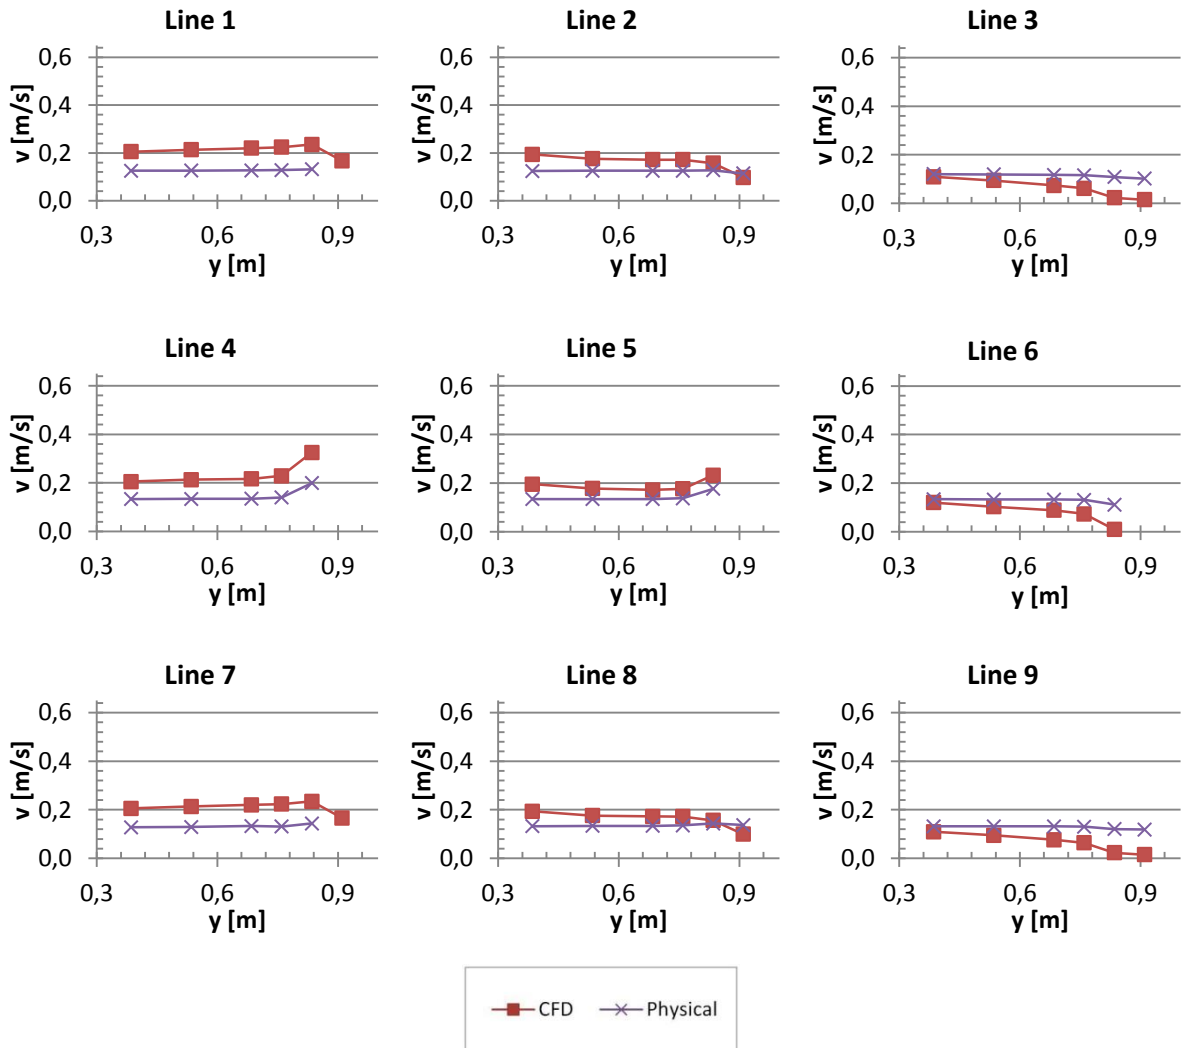 Line 1
v [m/s]
0,6
0,4
0,2
0,0
0,3 0,6 0,9
y [m]
Line 2
v [m/s]
0,6
0,4
0,2
0,0
0,3 0,6 0,9
y [m]
Line 3
v [m/s]
0,6
0,4
0,2
0,0
0,3 0,6 0,9
y [m]
Line 4
v [m/s]
0,6
0,4
0,2
0,0
0,3 0,6 0,9
y [m]
Line 5
v [m/s]
0,6
0,4
0,2
0,0
0,3 0,6 0,9
y [m]
Line 6
v [m/s]
0,6
0,4
0,2
0,0
0,3 0,6 0,9
y [m]
Line 7
v [m/s]
0,6
0,4
0,2
0,0
0,3 0,6 0,9
y [m]
Line 8
v [m/s]
0,6
0,4
0,2
0,0
0,3 0,6 0,9
y [m]
Line 9
v [m/s]
0,6
0,4
0,2
0,0
0,3 0,6 0,9
y [m]
CFD Physical